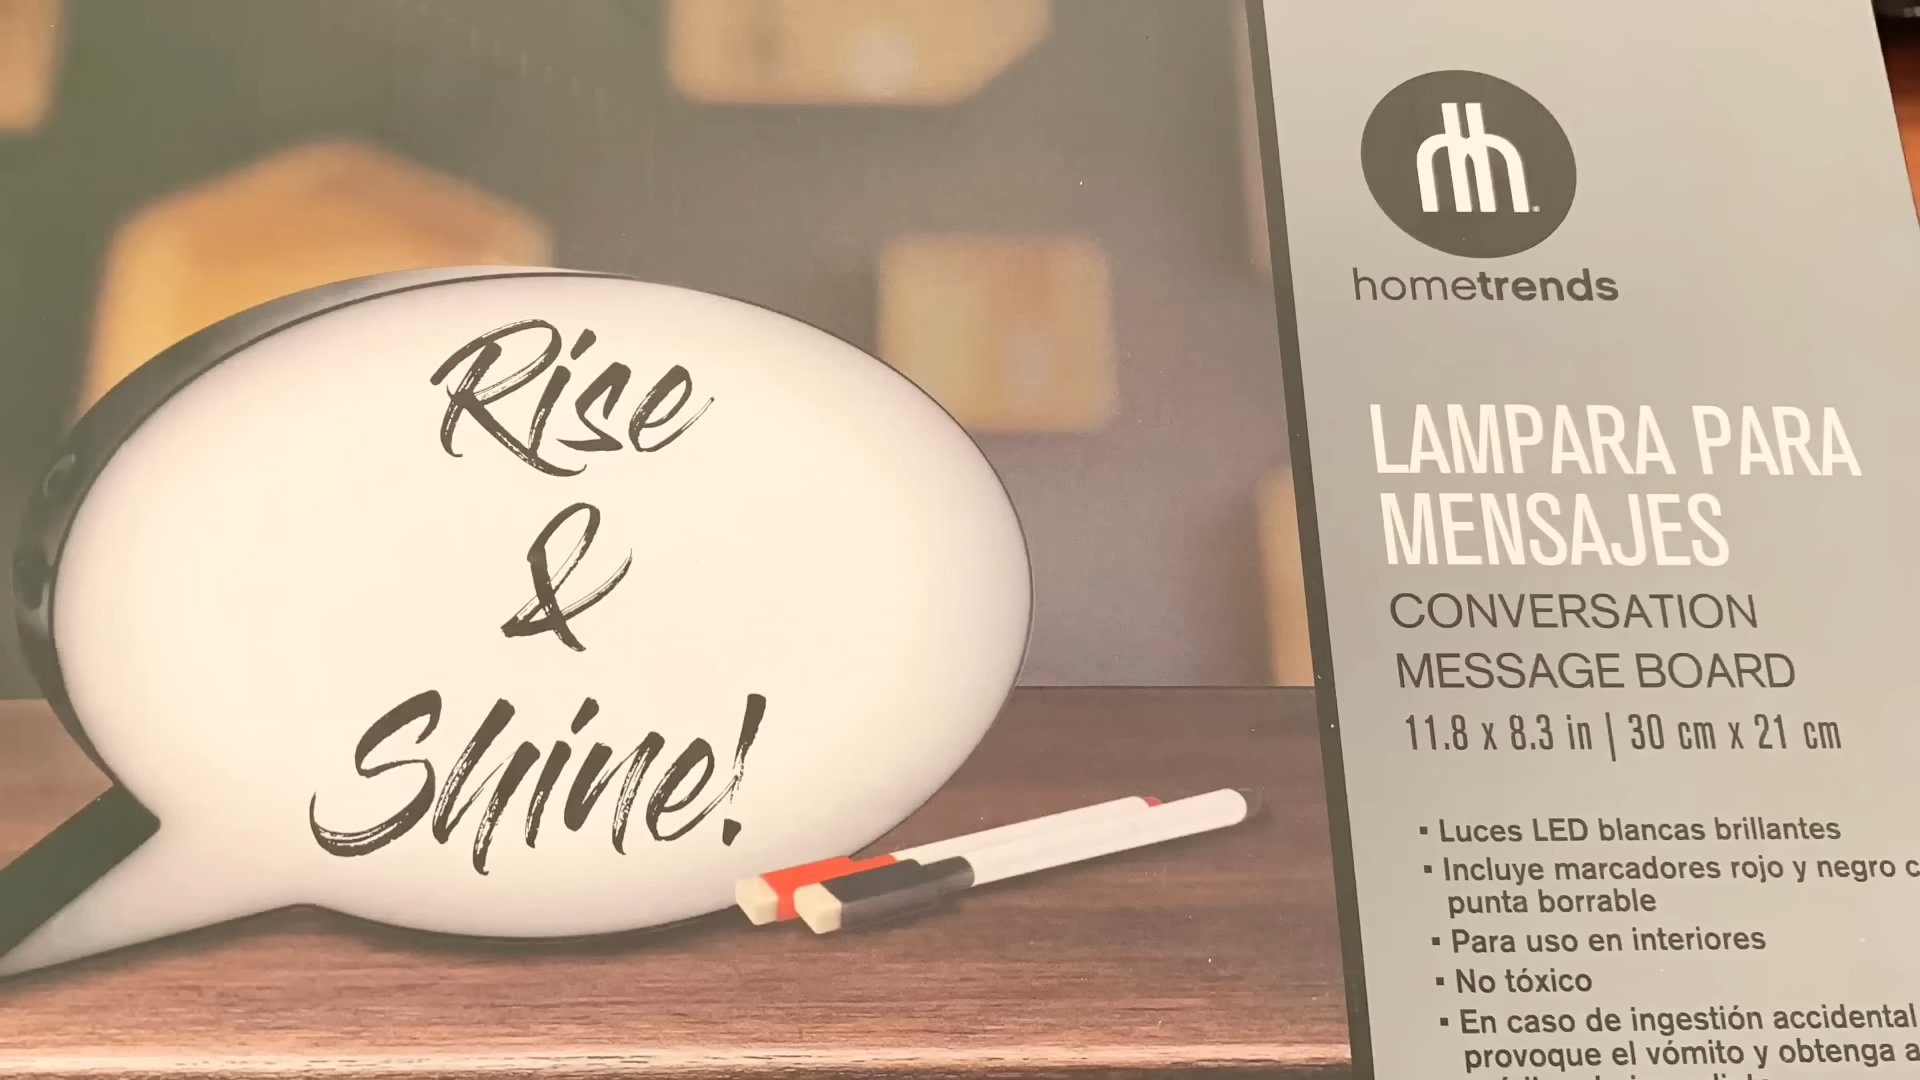 Rise
&
Shine!
hometrends
LAMPARA PARA
MENSAJES
CONVERSATION
MESSAGE BOARD
11.8 x 8.3 in | 30 cm x 21 cm
▪ Luces LED blancas brillantes
▪ Incluye marcadores rojo y negro
punta borrable
▪ Para uso en interiores
▪ No tóxico
▪ En caso de ingestión accidental
provoque el vómito y obtenga